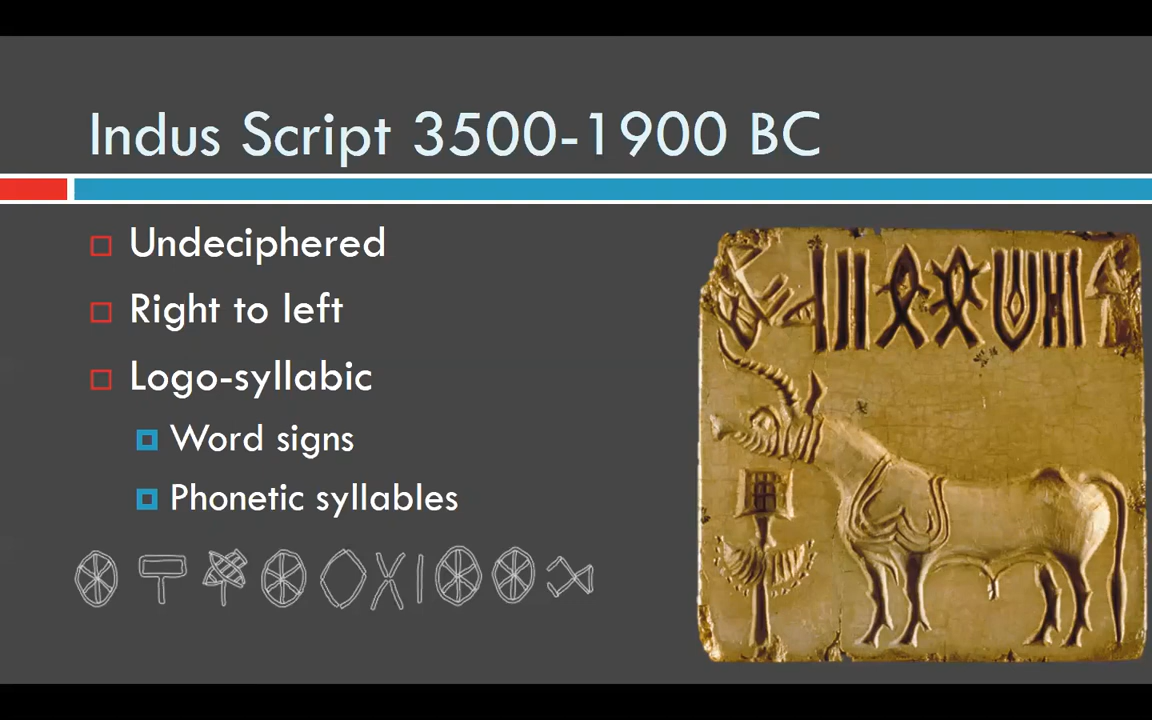 Indus Script 3500-1900 BC
Undeciphered
Right to left
Logo-syllabic
Word signs
Phonetic syllables